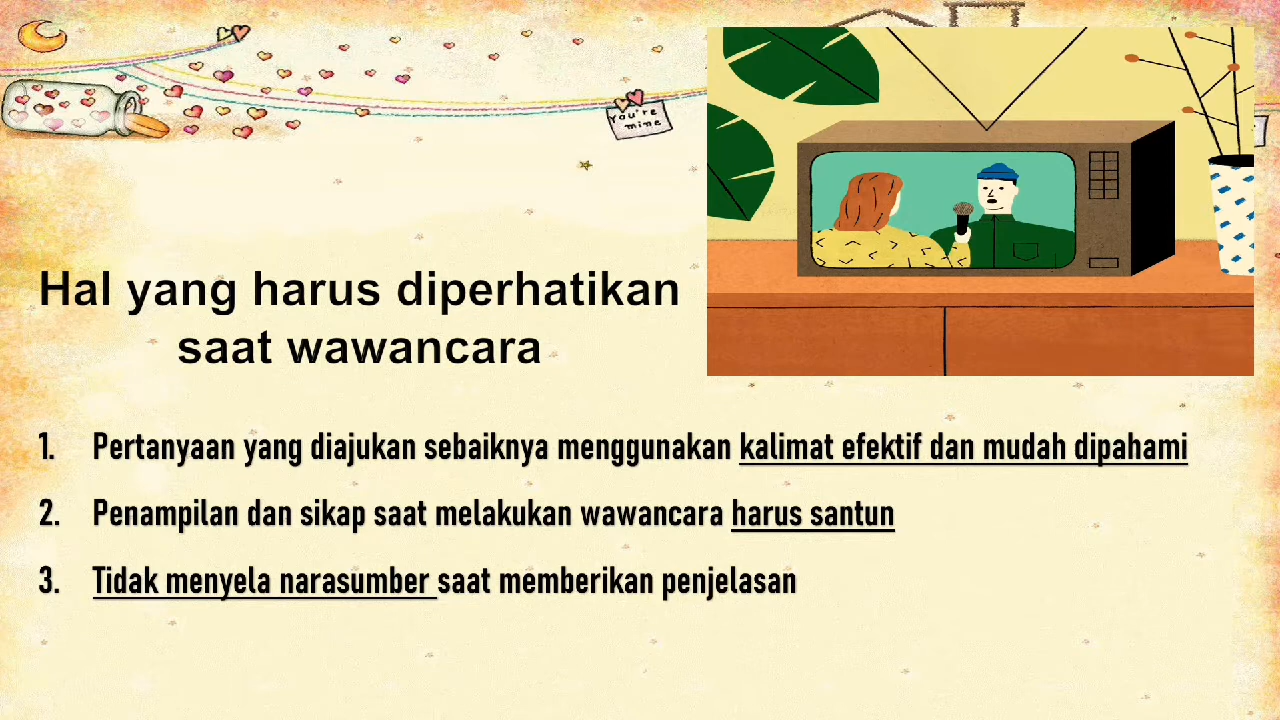 you're
mine
Hal yang harus diperhatikan
saat wawancara
1. Pertanyaan yang diajukan sebaiknya menggunakan kalimat efektif dan mudah dipahami
2. Penampilan dan sikap saat melakukan wawancara harus santun
3. Tidak menyela narasumber saat memberikan penjelasan